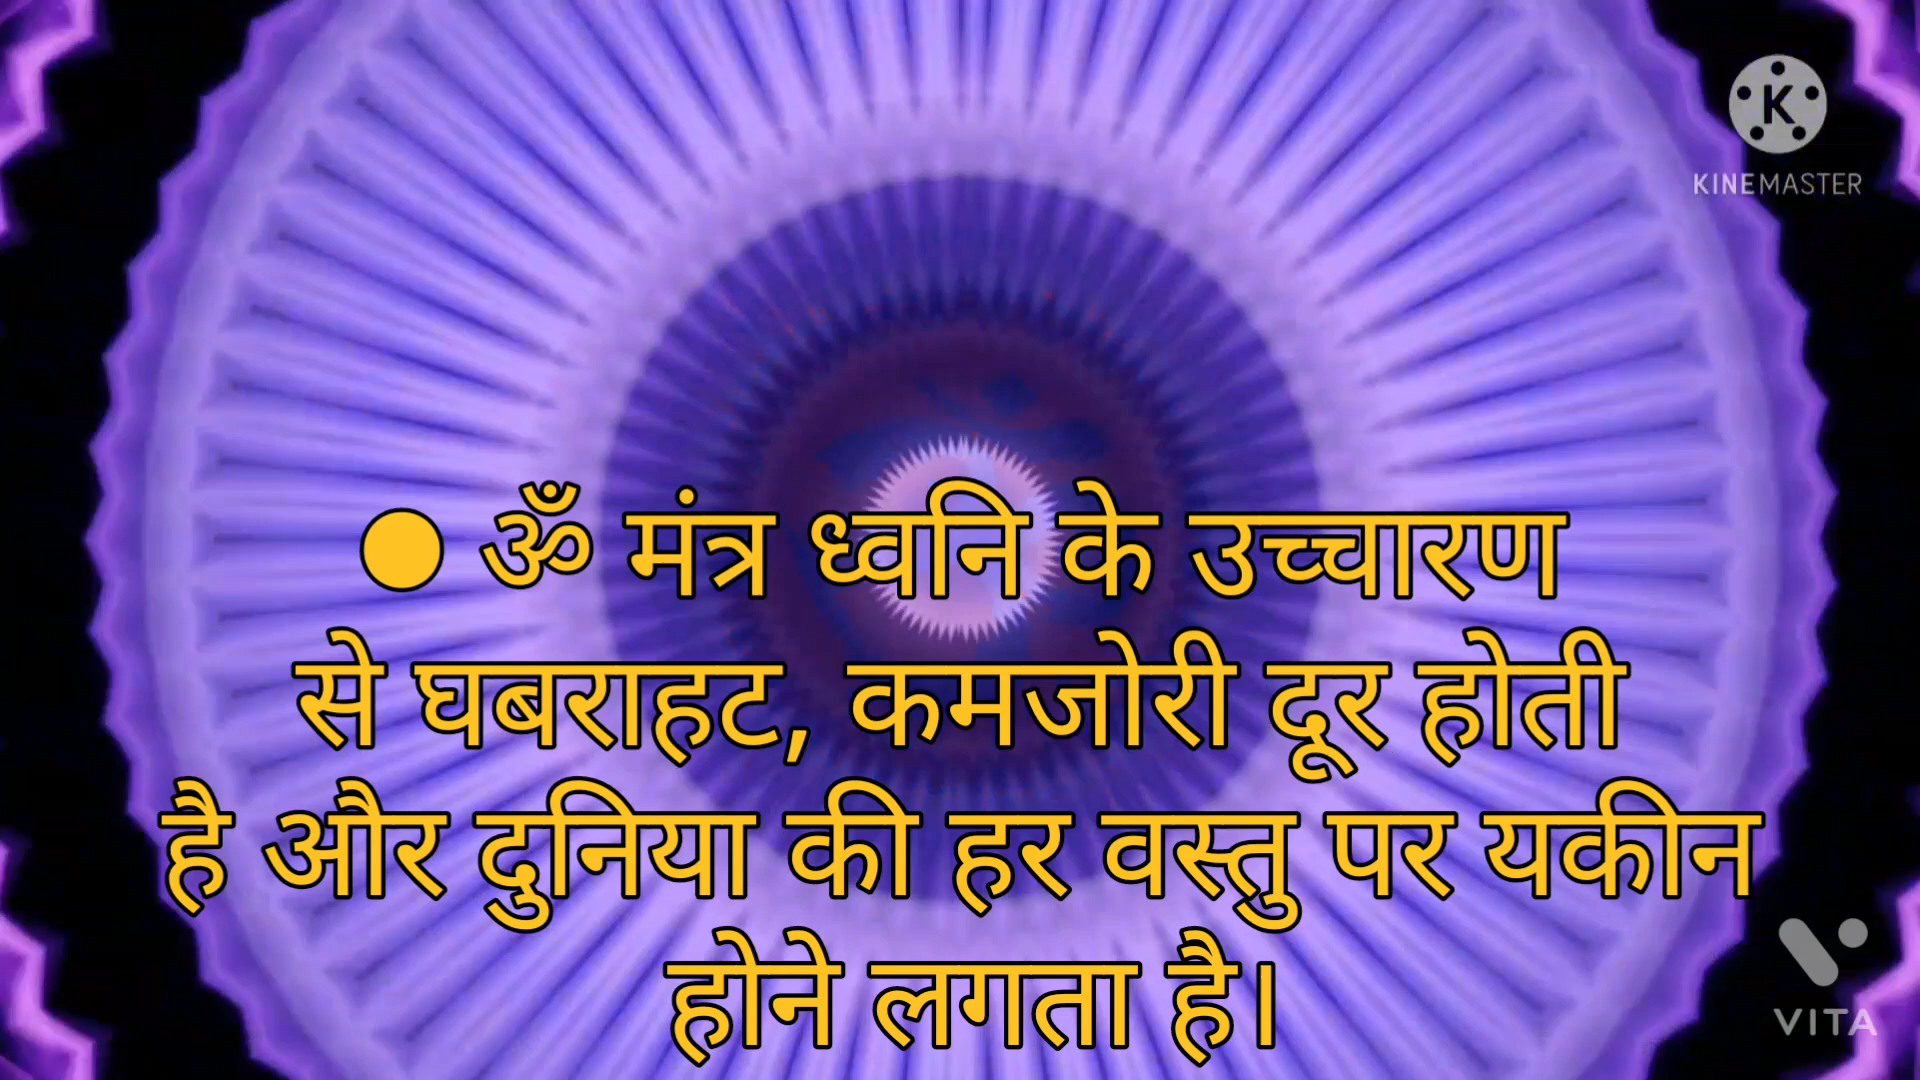 K
KINEMASTER
● ॐ मंत्र ध्वनि के उच्चारण
से घबराहट, कमजोरी दूर होती
है और दुनिया की हर वस्तु पर यकीन
होने लगता है।
VITA